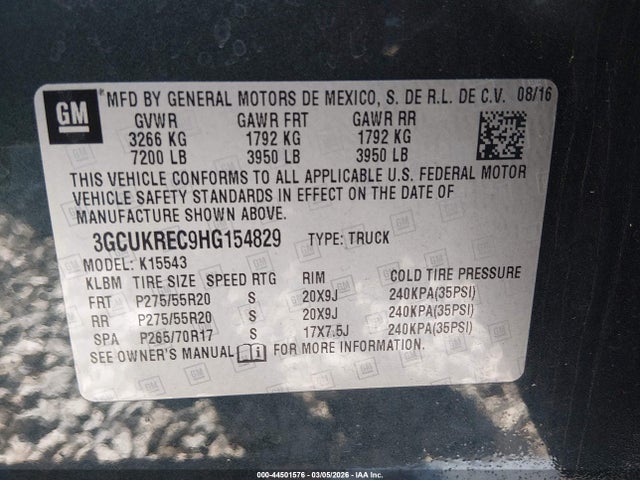 GM
*MFD BY GENERAL MOTORS DE MEXICO, S. DE R.L. DE C.V. 08/16
GVWR GAWR FRT GAWR RR
3266 KG 1792 KG 1792 KG
7200 LB 3950 LB 3950 LB
THIS VEHICLE CONFORMS TO ALL APPLICABLE U.S. FEDERAL MOTOR
VEHICLE SAFETY STANDARDS IN EFFECT ON THE DATE OF
MANUFACTURE SHOWN ABOVE.
3GCUKREC9HG154829 TYPE: TRUCK
MODEL: K15543
KLBM TIRE SIZE SPEED RTG RIM COLD TIRE PRESSURE
FRT P275/55R20 S 20X9J 240KPA(35PSI)
RR P275/55R20 S 20X9J 240KPA(35PSI)
SPA P265/70R17 S 17X7.5J 240KPA(35PSI)
SEE OWNER'S MANUAL FOR MORE INFORMATION.
000-44501576 - 03/05/2026 - IAA Inc.